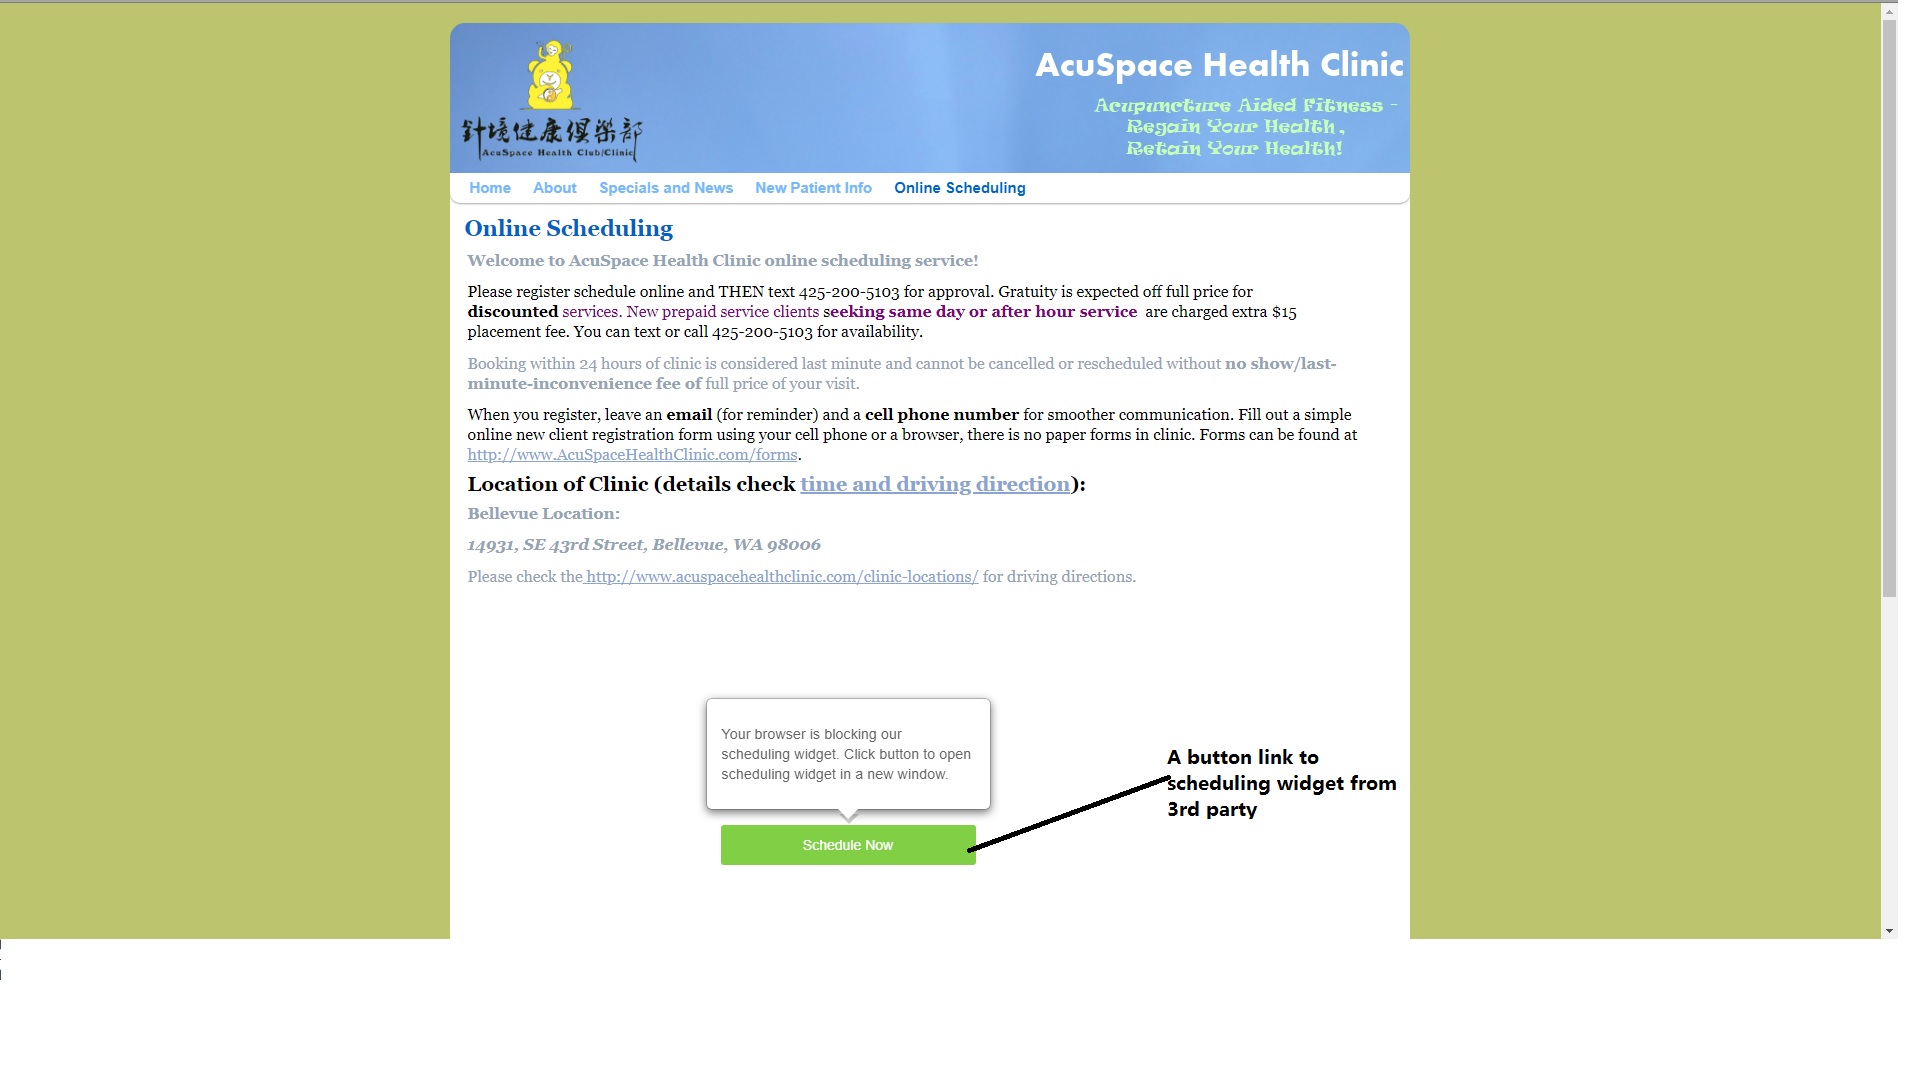 針境健康俱樂部
AcuSpace Health Club/Clinic
AcuSpace Health Clinic
Acupuncture Aided Fitness -
Regain Your Health,
Retain Your Health!
Home About Specials and News New Patient Info Online Scheduling
Online Scheduling
Welcome to AcuSpace Health Clinic online scheduling service!
Please register schedule online and THEN text 425-200-5103 for approval. Gratuity is expected off full price for
discounted services. New prepaid service clients seeking same day or after hour service are charged extra $15
placement fee. You can text or call 425-200-5103 for availability.
Booking within 24 hours of clinic is considered last minute and cannot be cancelled or rescheduled without no show/last-
minute-inconvenience fee of full price of your visit.
When you register, leave an email (for reminder) and a cell phone number for smoother communication. Fill out a simple
online new client registration form using your cell phone or a browser, there is no paper forms in clinic. Forms can be found at
http://www.AcuSpaceHealthClinic.com/forms.
Location of Clinic (details check time and driving direction):
Bellevue Location:
14931, SE 43rd Street, Bellevue, WA 98006
Please check the http://www.acuspacehealthclinic.com/clinic-locations/ for driving directions.
Your browser is blocking our
scheduling widget. Click button to open
scheduling widget in a new window.
Schedule Now
A button link to
scheduling widget from
3rd party